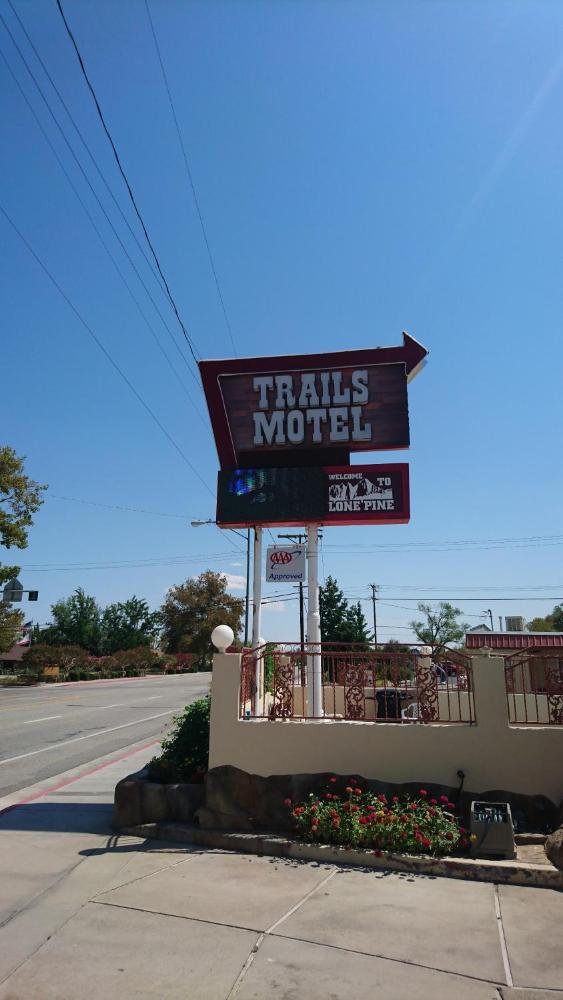 TRAILS
MOTEL
WELCOME TO
LONE PINE
AAA
Approved